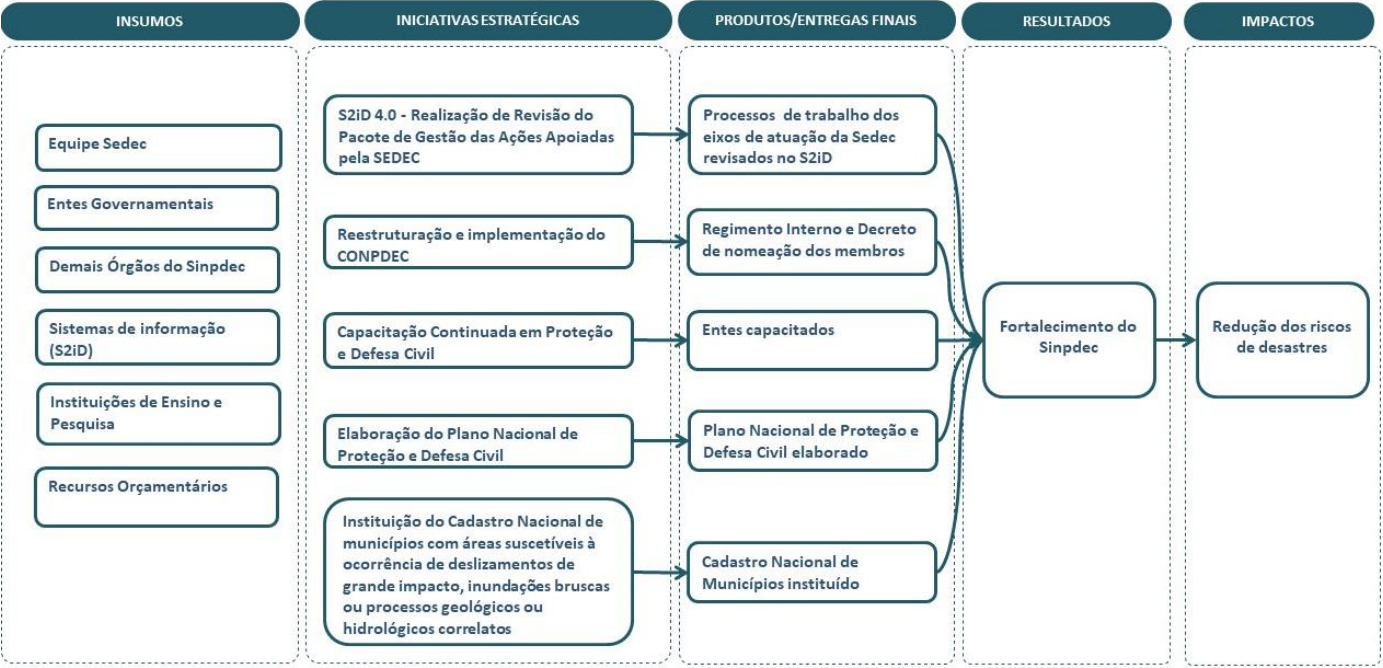 INSUMOS
INICIATIVAS ESTRATÉGICAS
PRODUTOS/ENTREGAS FINAIS
RESULTADOS
IMPACTOS
Equipe Sedec
Entes Governamentais
Demais Órgãos do Sinpdec
Sistemas de informação
(S2iD)
Instituições de Ensino e
Pesquisa
Recursos Orçamentários
S2iD 4.0 - Realização de Revisão do
Pacote de Gestão das Ações Apoiadas
pela SEDEC
Reestruturação e implementação do
CONPDEC
Capacitação Continuada em Proteção
e Defesa Civil
Elaboração do Plano Nacional de
Proteção e Defesa Civil
Instituição do Cadastro Nacional de
municípios com áreas suscetíveis à
ocorrência de deslizamentos de
grande impacto, inundações bruscas
ou processos geológicos ou
hidrológicos correlatos
Processos de trabalho dos
eixos de atuação da Sedec
revisados no S2iD
Regimento Interno e Decreto
de nomeação dos membros
Entes capacitados
Plano Nacional de Proteção e
Defesa Civil elaborado
Cadastro Nacional de
Municípios instituído
Fortalecimento do
Sinpdec
Redução dos riscos
de desastres